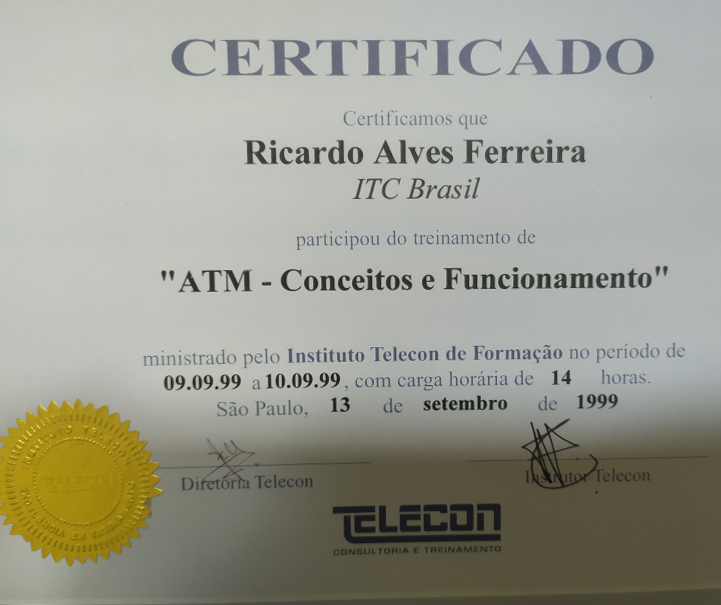 CERTIFICADO
Certificamos que
Ricardo Alves Ferreira
ITC Brasil
participou do treinamento de
"ATM - Conceitos e Funcionamento"
ministrado pelo Instituto Telecon de Formação no período de
09.09.99 a 10.09.99, com carga horária de 14 horas.
São Paulo, 13 de setembro de 1999
Diretoria Telecon
Instrutor Telecon
INSTITUTO TELECON
TELECON
CONSULTORIA E TREINAMENTO